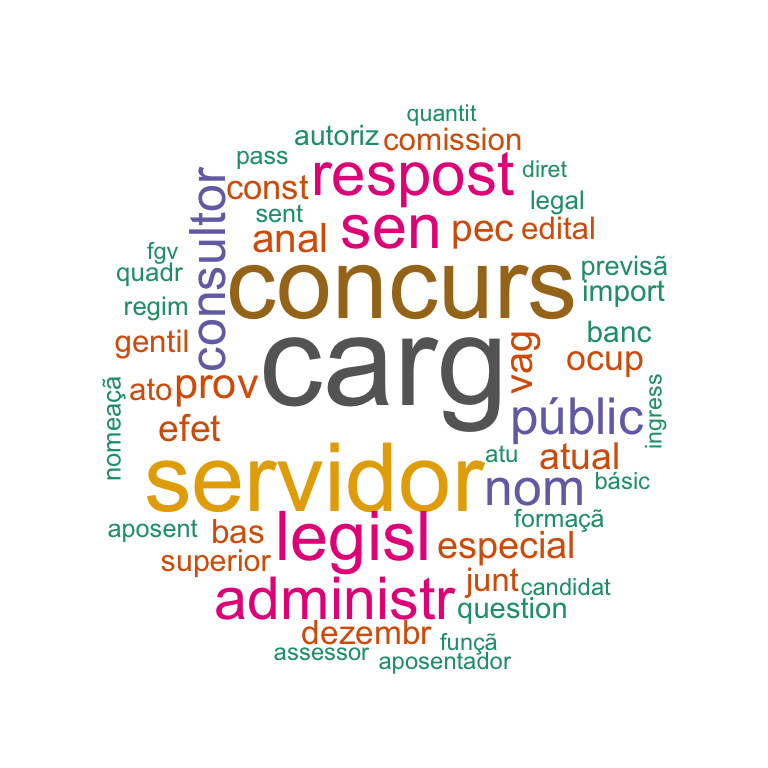 quantit
autoriz
comission
pass
respost
diret
const
legal
consultor
sent
sen
pec
edital
anal
fgv
quadr
concurs
previsã
import
regim
carg
banc
gentil
vag
ocup
nomeaçã
ato
prov
ingress
públic
efet
servidor
atu
atual
nom
básic
aposent
bas
legisl
formaçã
especial
superior
administr
junt
candidat
question
dezembr
funçã
assessor
aposentador